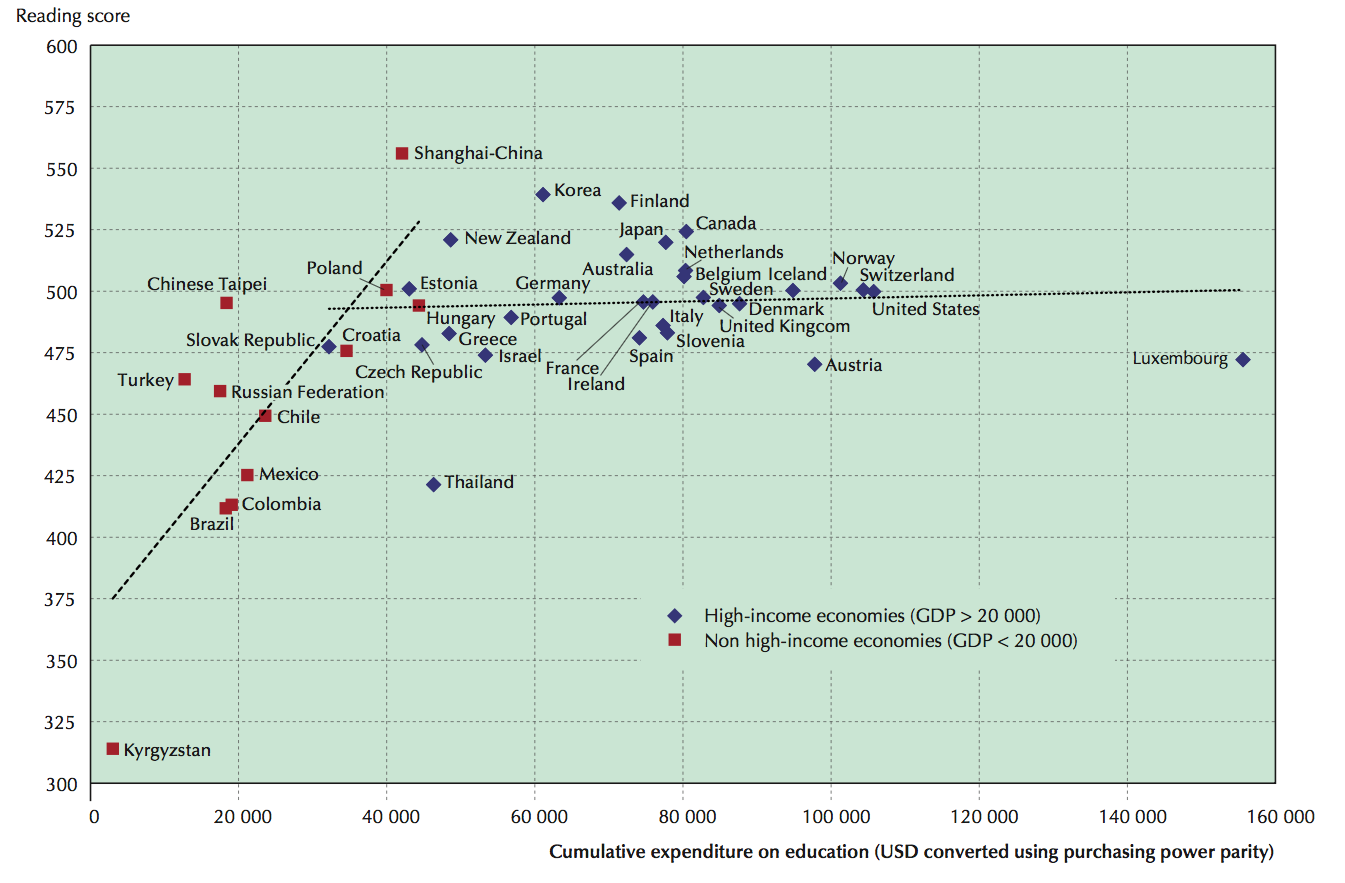 Reading score
600
575
550
525
500
475
450
425
400
375
350
325
300
Shanghai-China
Korea
Finland
Canada
Japan
New Zealand
Netherlands
Norway
Poland
Australia
Belgium
Iceland
Switzerland
Chinese Taipei
Estonia
Germany
Sweden
Denmark
United States
Hungary
Portugal
Italy
United Kingcom
Slovak Republic
Croatia
Greece
Slovenia
Israel
Spain
Luxembourg
Czech Republic
France
Austria
Ireland
Turkey
Russian Federation
Chile
Mexico
Thailand
Colombia
Brazil
High-income economies (GDP > 20 000)
Non high-income economies (GDP < 20 000)
Kyrgyzstan
0
20 000
40 000
60 000
80 000
100 000
120 000
140 000
160 000
Cumulative expenditure on education (USD converted using purchasing power parity)